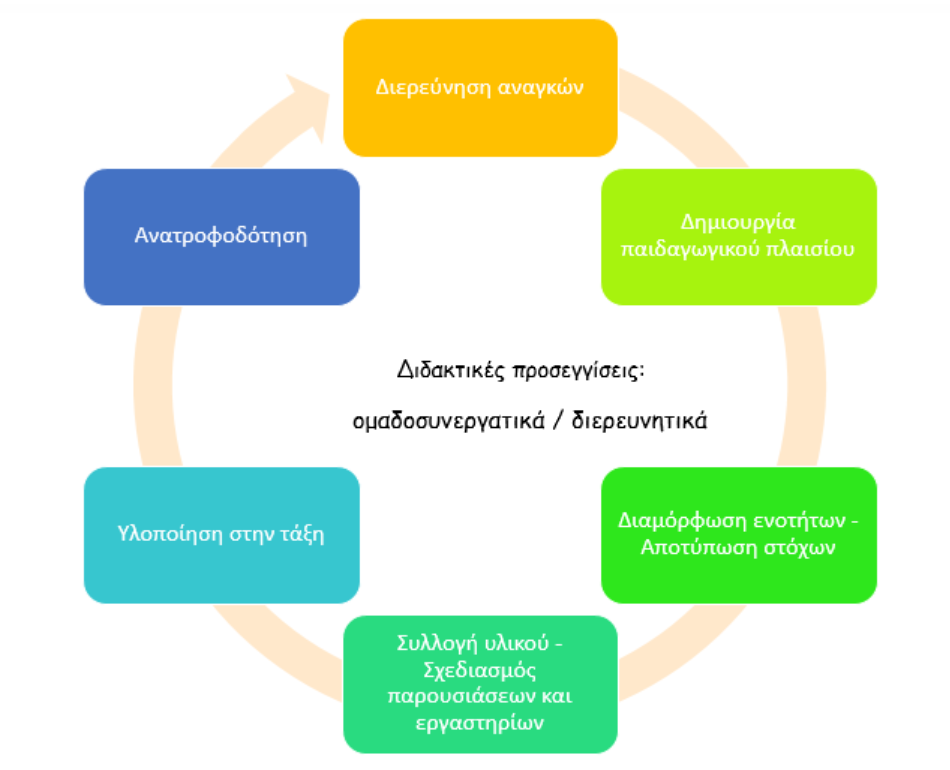 Διερεύνηση αναγκών
Δημιουργία
παιδαγωγικού πλαισίου
Διαμόρφωση ενοτήτων -
Αποτύπωση στόχων
Συλλογή υλικού -
Σχεδιασμός
παρουσιάσεων και
εργαστηρίων
Υλοποίηση στην τάξη
Ανατροφοδότηση
Διδακτικές προσεγγίσεις:
ομαδοσυνεργατικά / διερευνητικά